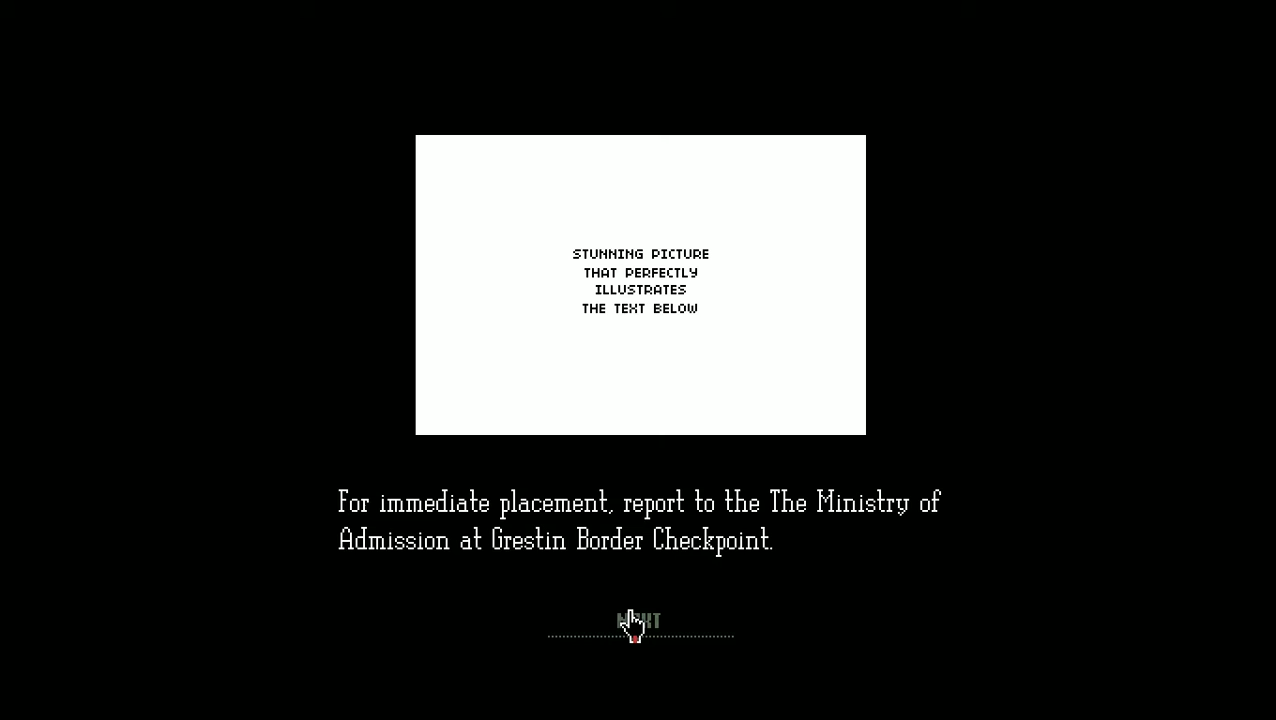 STUNNING PICTURE
THAT PERFECTLY
ILLUSTRATES
THE TEXT BELOW
For immediate placement, report to the The Ministry of
Admission at Grestin Border Checkpoint.
NEXT